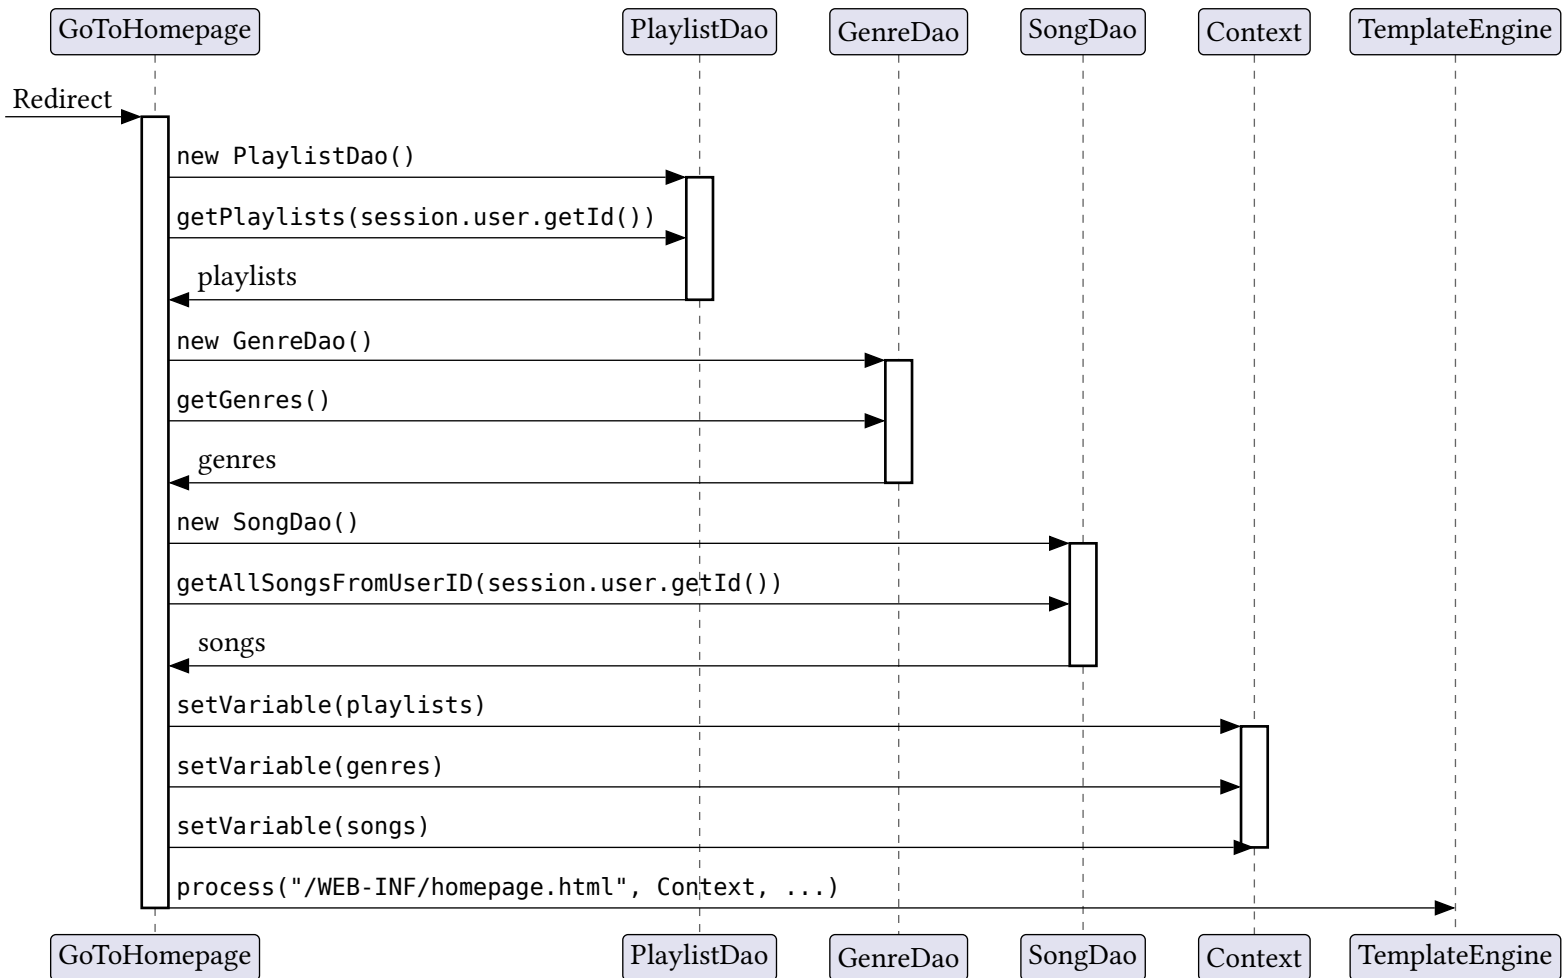 GoToHomepage PlaylistDao GenreDao SongDao Context TemplateEngine
Redirect
new PlaylistDao()
getPlaylists(session.user.getId())
playlists
new GenreDao()
getGenres()
genres
new SongDao()
getAllSongsFromUserID(session.user.getId())
songs
setVariable(playlists)
setVariable(genres)
setVariable(songs)
process("/WEB-INF/homepage.html", Context, ...)
GoToHomepage PlaylistDao GenreDao SongDao Context TemplateEngine